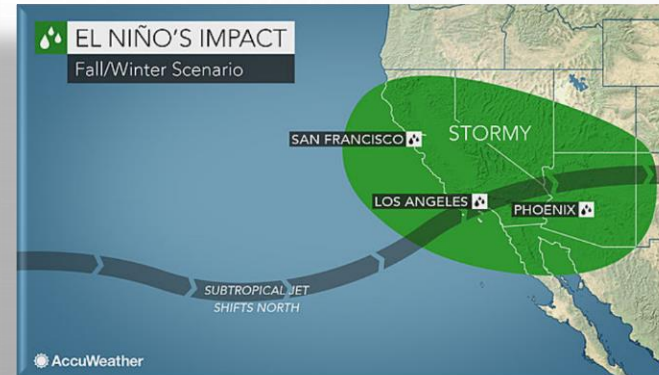 EL NIÑO'S IMPACT
Fall/Winter Scenario
SAN FRANCISCO
STORMY
LOS ANGELES
PHOENIX
SUBTROPICAL JET
SHIFTS NORTH
AccuWeather